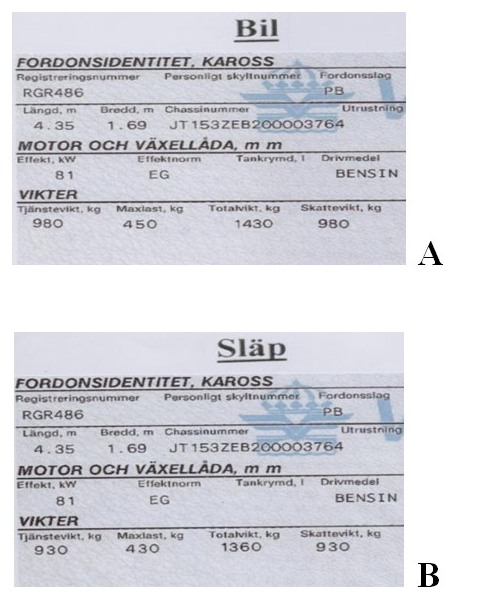 Bil
FORDONSIDENTITET, KAROSS
Registreringsnummer Personligt skyltnummer Fordonsslag
RGR486 PB
Längd, m Bredd, m Chassinummer Utrustning
4.35 1.69 JT153ZEB200003764
MOTOR OCH VÄXELLÅDA, m m
Effekt, kW Effektnorm Tankrymd, l Drivmedel
81 EG BENSIN
VIKTER
Tjänstevikt, kg Maxlast, kg Totalvikt, kg Skattevikt, kg
980 450 1430 980
A
Släp
FORDONSIDENTITET, KAROSS
Registreringsnummer Personligt skyltnummer Fordonsslag
RGR486 PB
Längd, m Bredd, m Chassinummer Utrustning
4.35 1.69 JT153ZEB200003764
MOTOR OCH VÄXELLÅDA, m m
Effekt, kW Effektnorm Tankrymd, l Drivmedel
81 EG BENSIN
VIKTER
Tjänstevikt, kg Maxlast, kg Totalvikt, kg Skattevikt, kg
930 430 1360 930
B